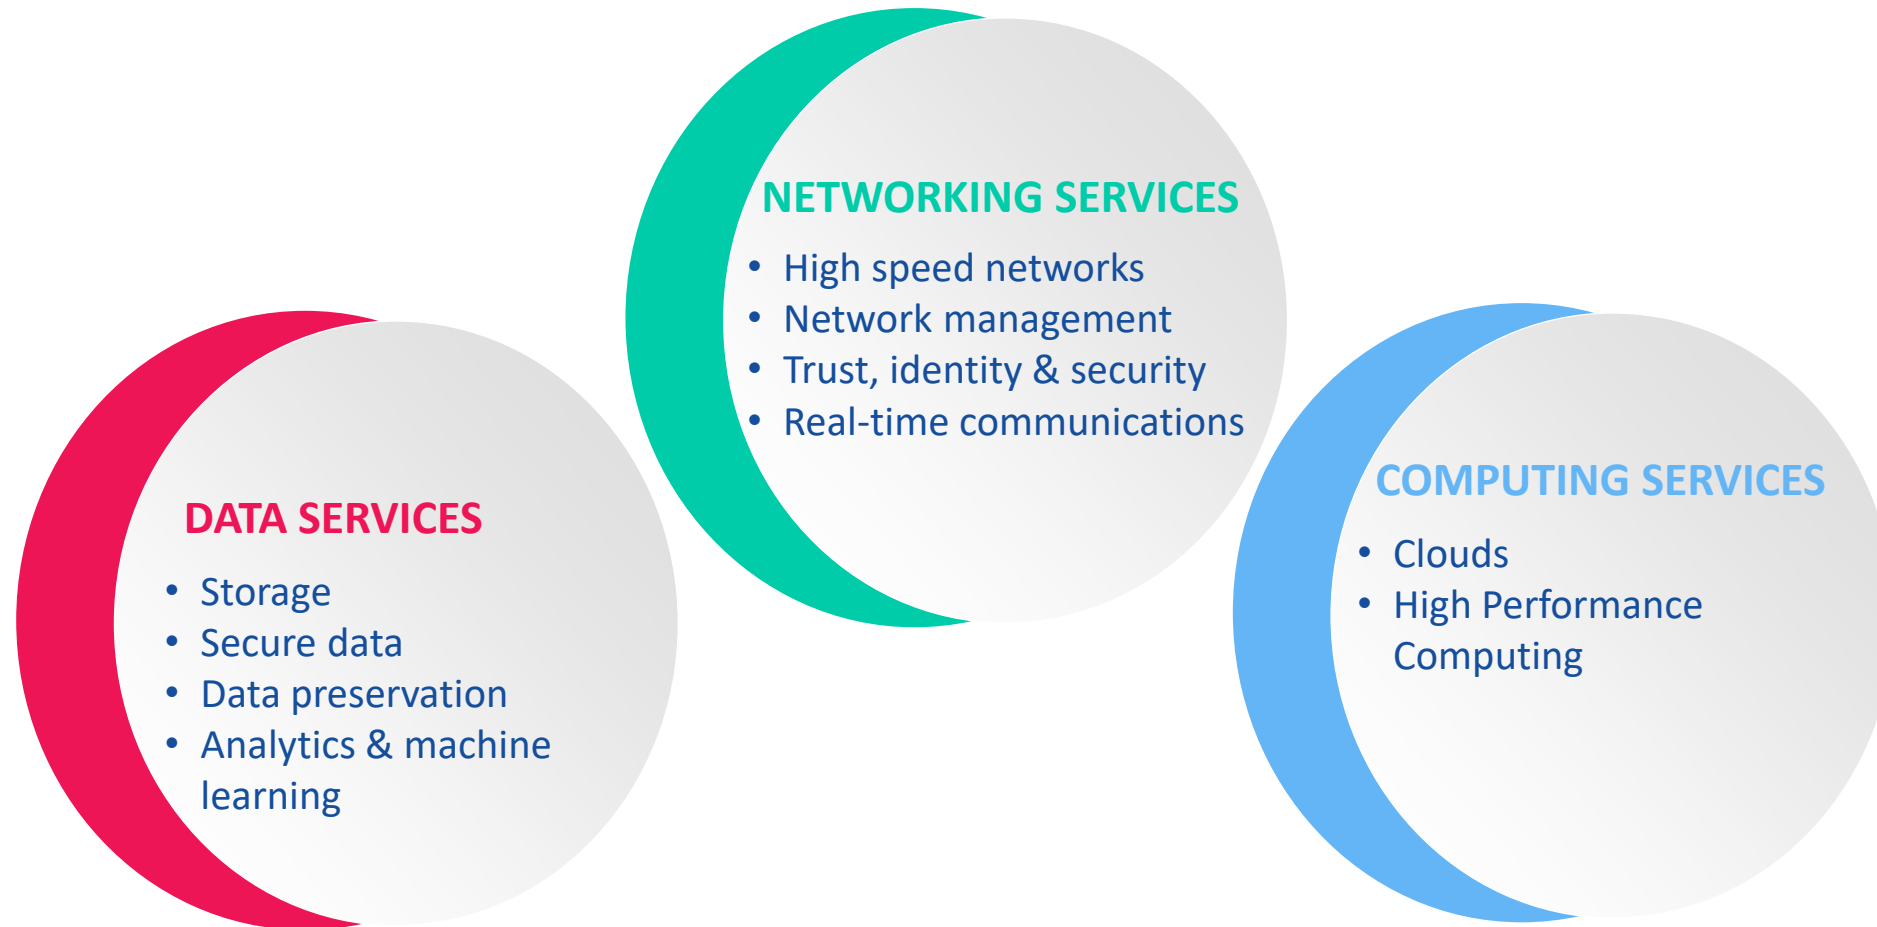 NETWORKING SERVICES
• High speed networks
• Network management
• Trust, identity & security
• Real-time communications
DATA SERVICES
• Storage
• Secure data
• Data preservation
• Analytics & machine
learning
COMPUTING SERVICES
• Clouds
• High Performance
Computing